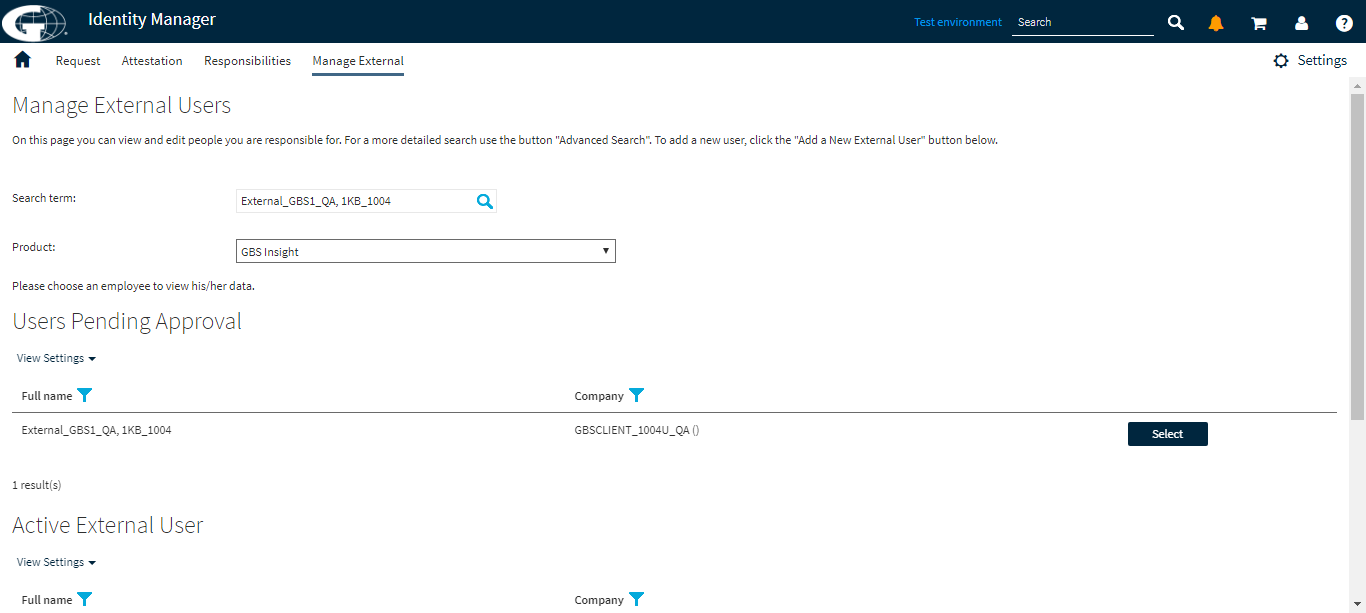 Identity Manager
Test environment
Search
Request
Attestation
Responsibilities
Manage External
Settings
Manage External Users
On this page you can view and edit people you are responsible for. For a more detailed search use the button "Advanced Search". To add a new user, click the "Add a New External User" button below.
Search term:
External_GBS1_QA, 1KB_1004
Product:
GBS Insight
Please choose an employee to view his/her data.
Users Pending Approval
View Settings
Full name
Company
External_GBS1_QA, 1KB_1004
GBSCLIENT_1004U_QA ()
Select
1 result(s)
Active External User
View Settings
Full name
Company